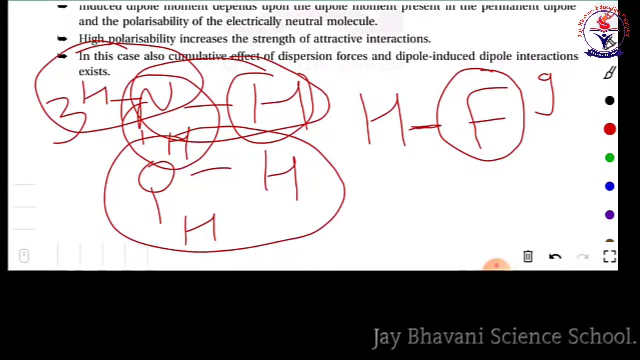 Induced dipole moment depends upon the dipole moment present in the permanent dipole
and the polarisability of the electrically neutral molecule.
High polarisability increases the strength of attractive interactions.
In this case also cumulative effect of dispersion forces and dipole-induced dipole interactions
exists.
3 H-N-H H-F 9
H
O-H
H
Jay Bhavani Science School.